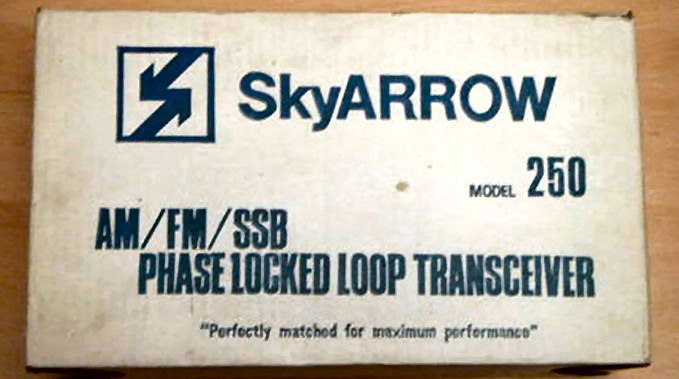 SkyARROW
MODEL 250
AM/FM/SSB
PHASE LOCKED LOOP TRANSCEIVER
"Perfectly matched for maximum performance"